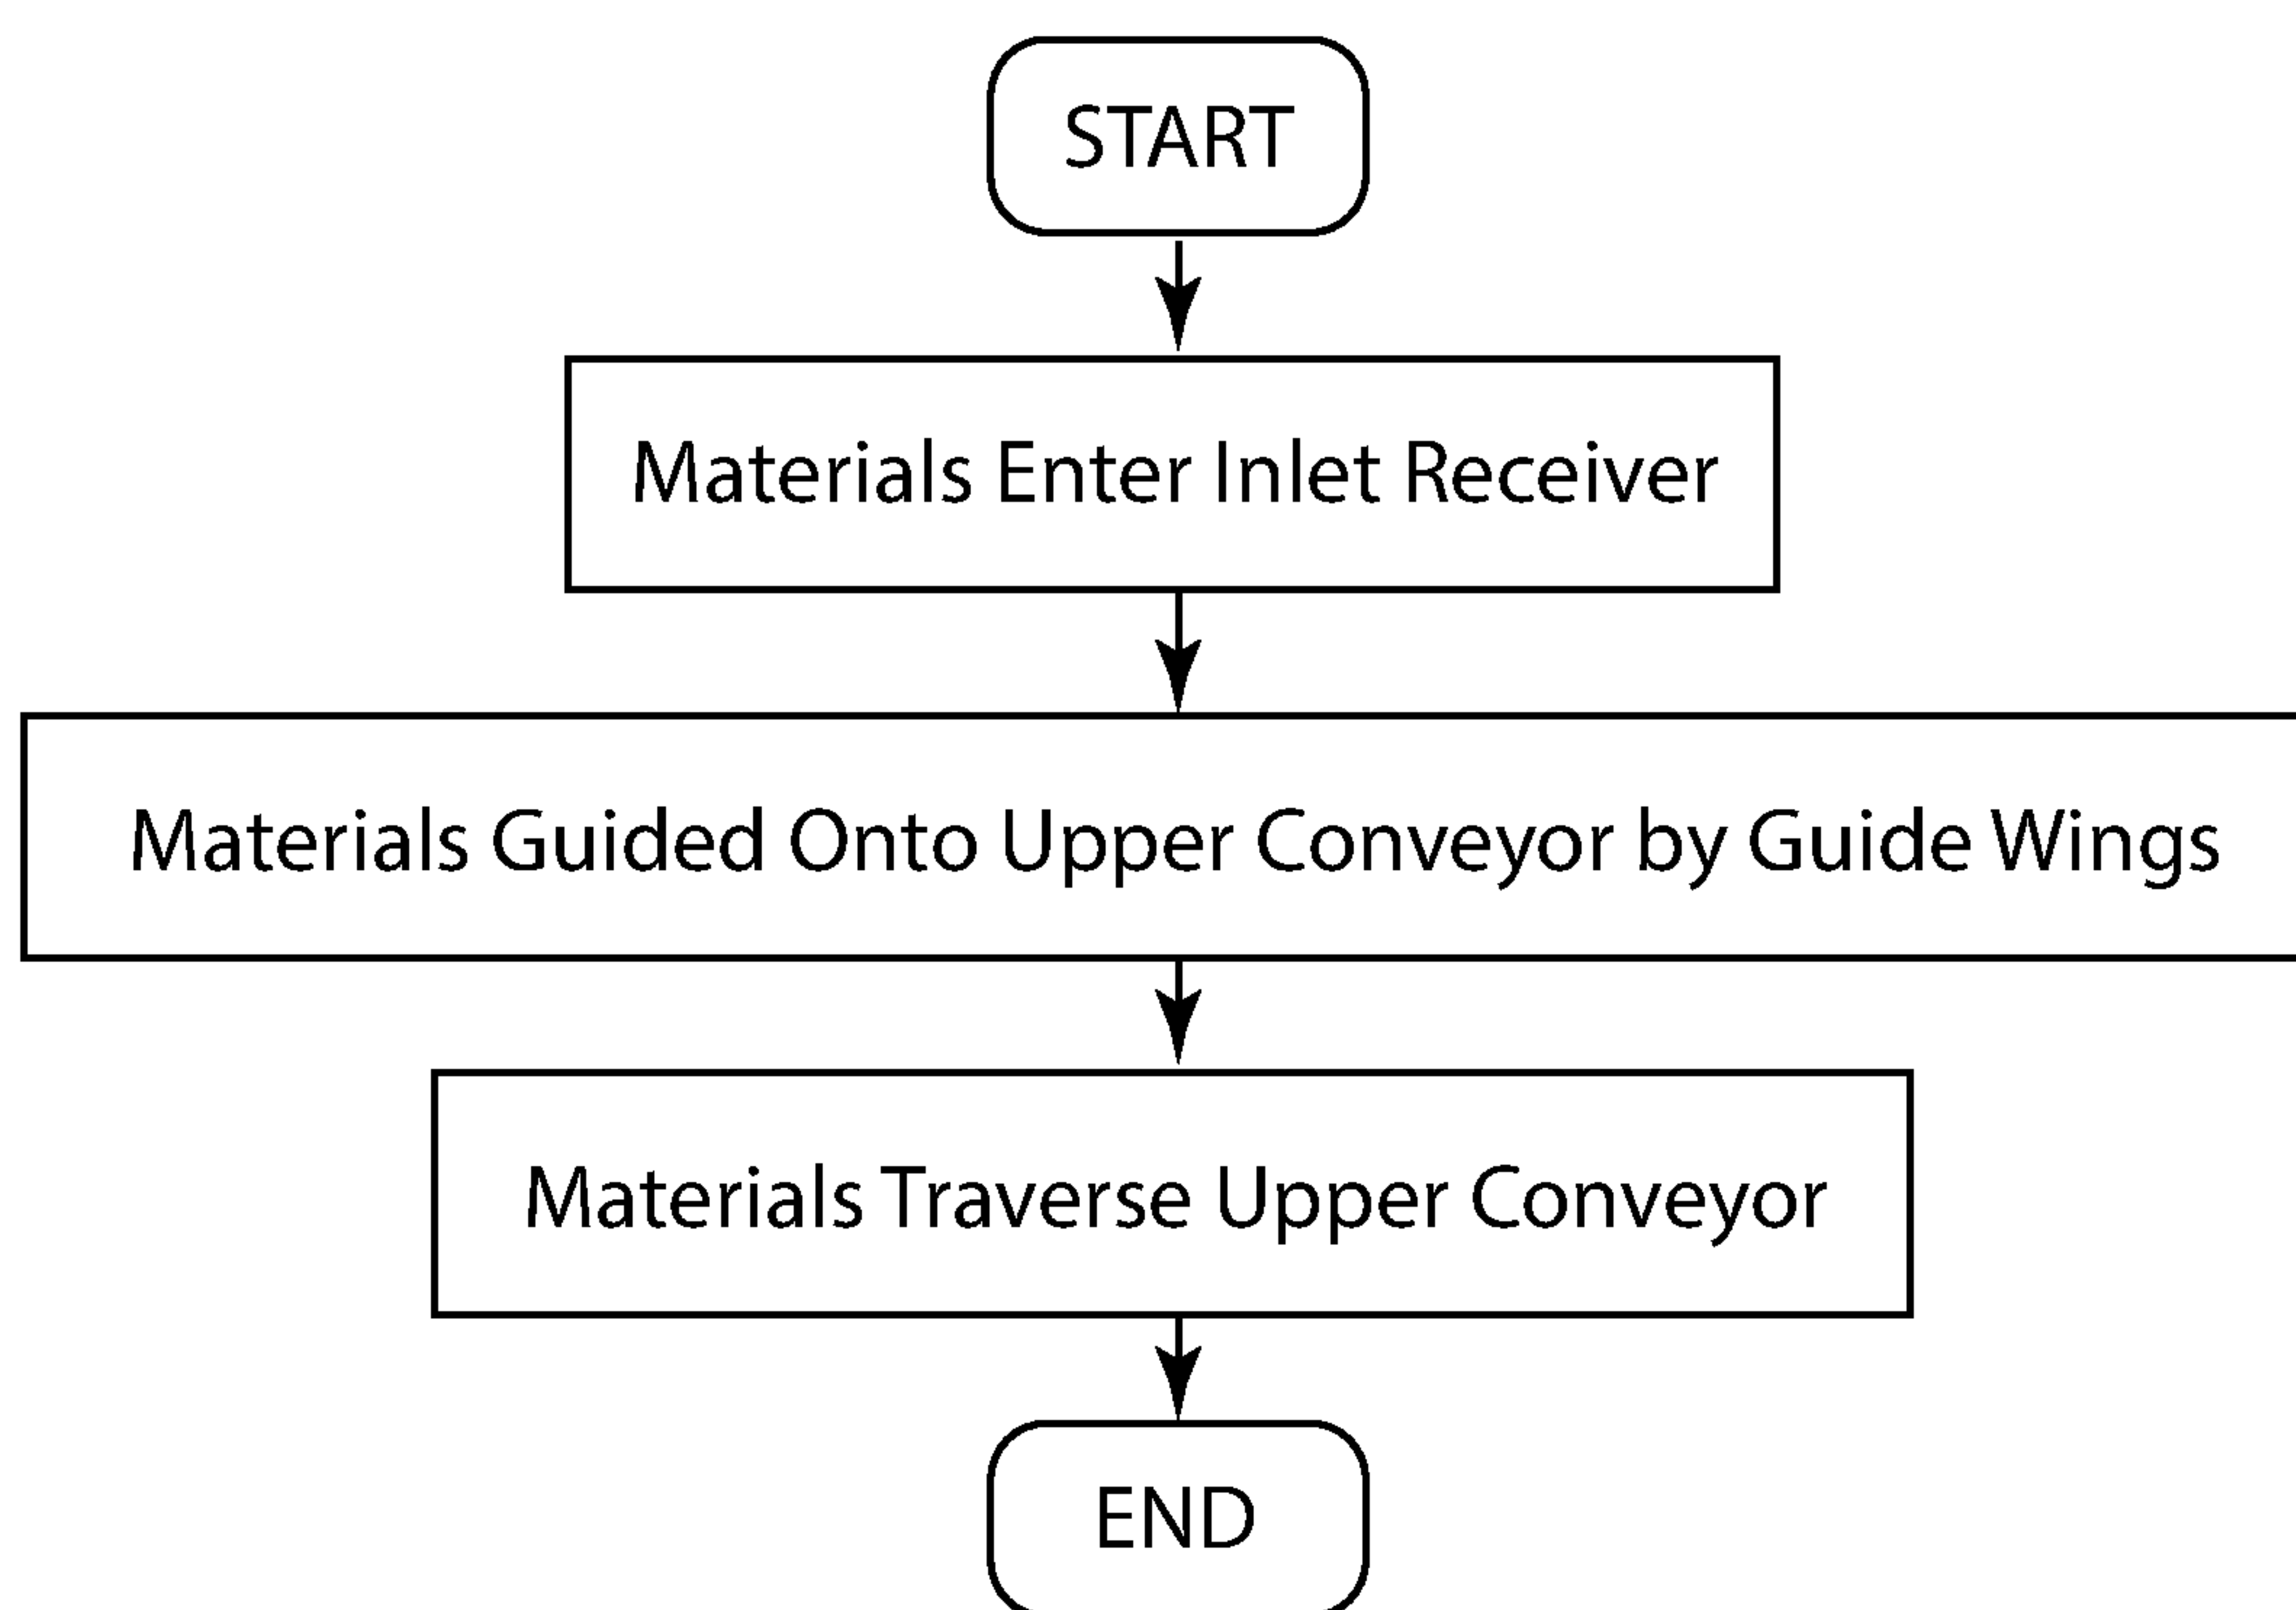 START
Materials Enter Inlet Receiver
Materials Guided Onto Upper Conveyor by Guide Wings
Materials Traverse Upper Conveyor
END